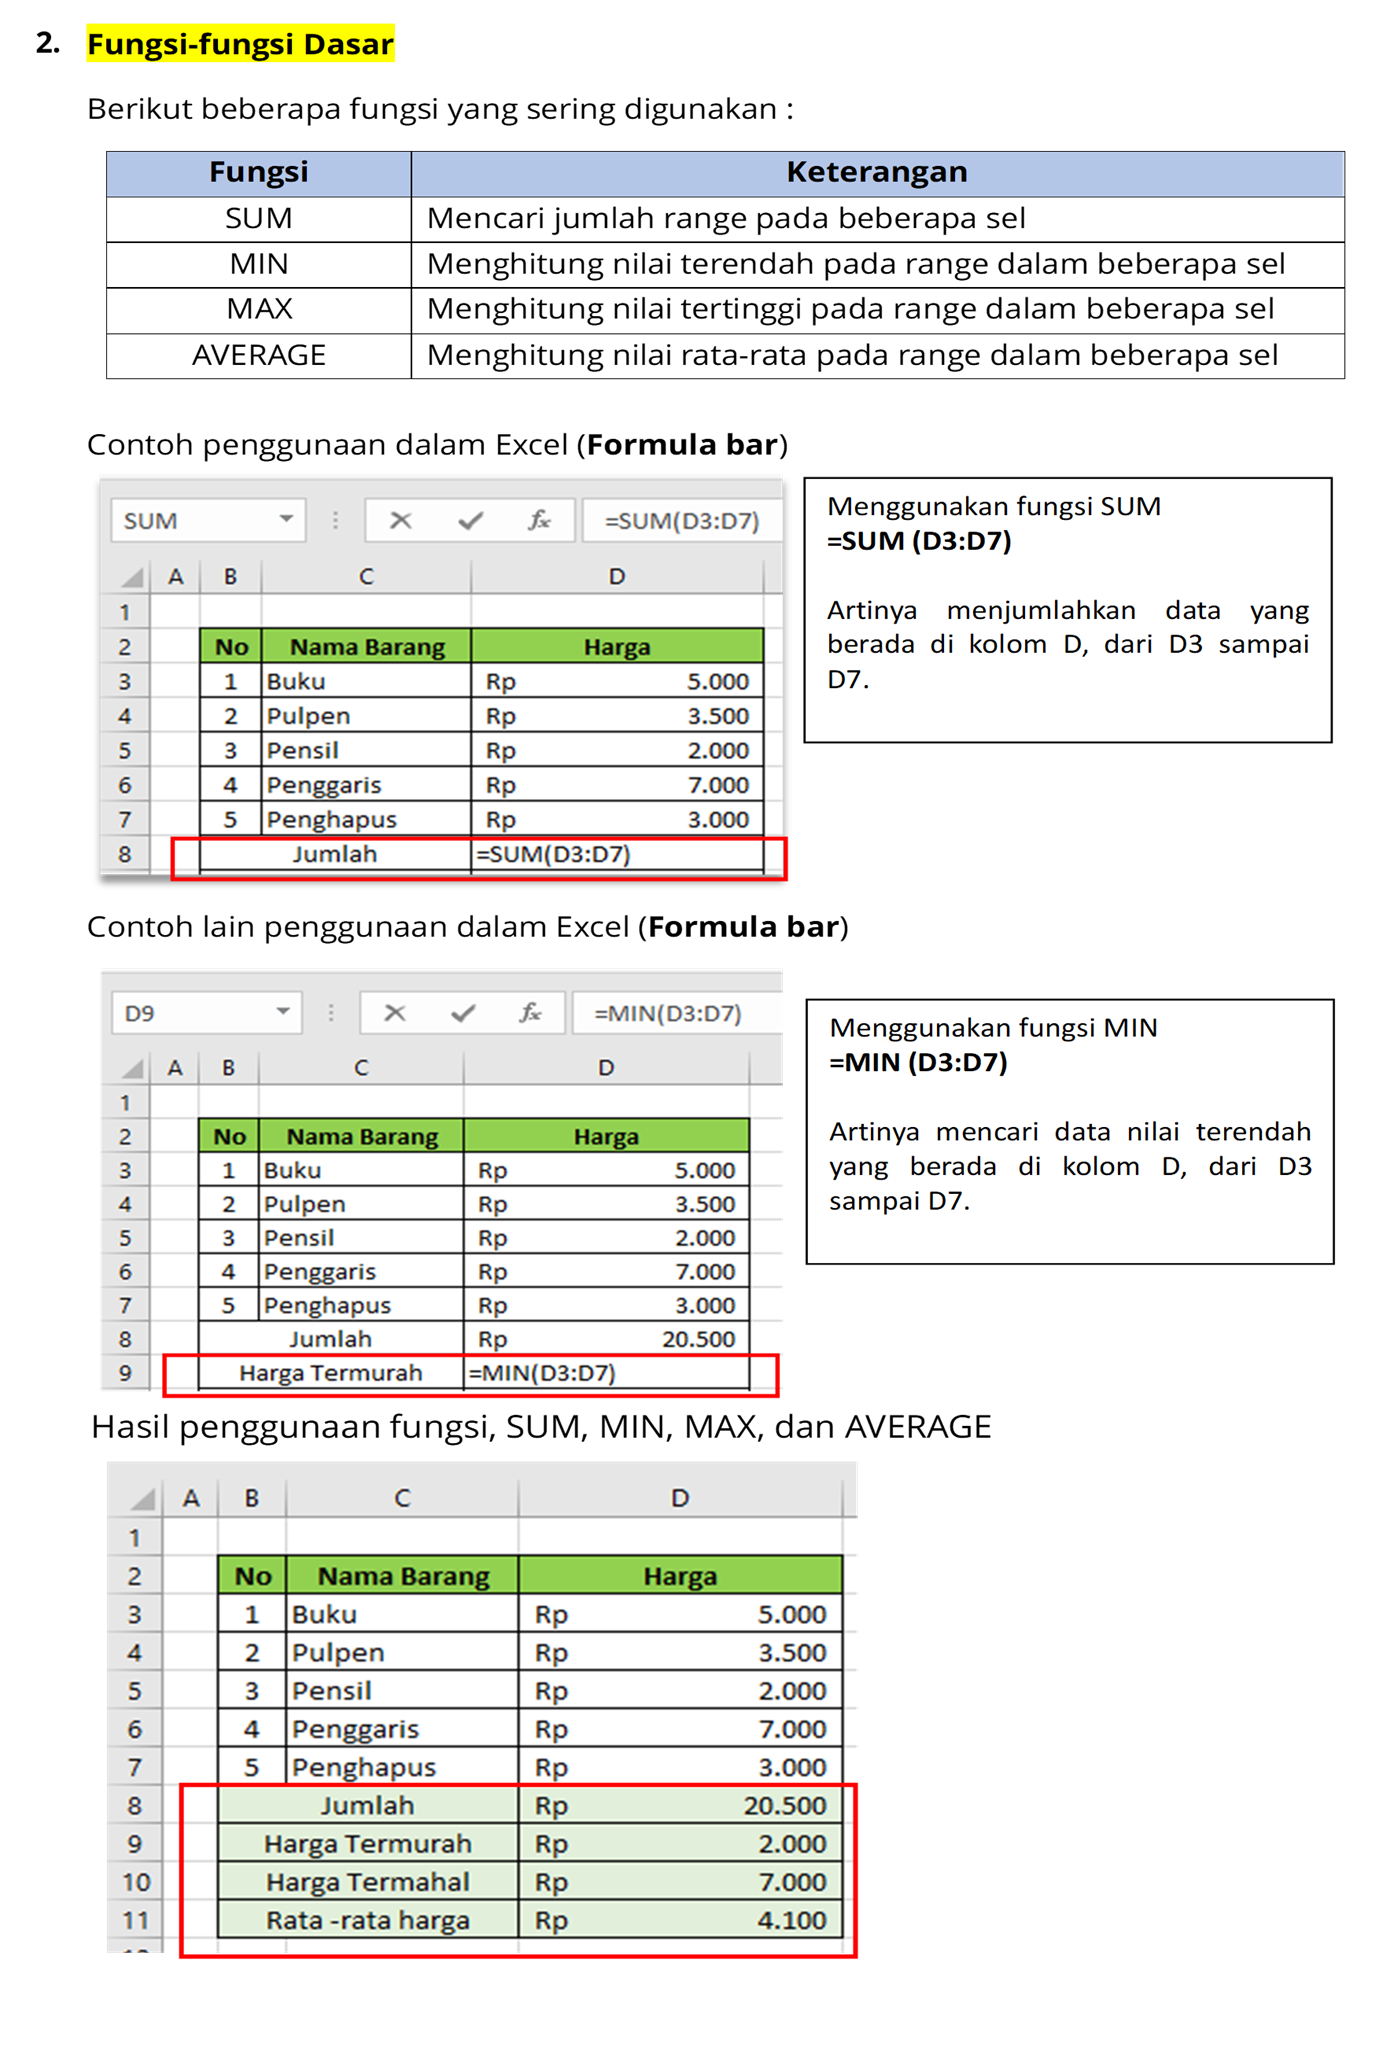 2. Fungsi-fungsi Dasar
Berikut beberapa fungsi yang sering digunakan :
Fungsi Keterangan
SUM Mencari jumlah range pada beberapa sel
MIN Menghitung nilai terendah pada range dalam beberapa sel
MAX Menghitung nilai tertinggi pada range dalam beberapa sel
AVERAGE Menghitung nilai rata-rata pada range dalam beberapa sel
Contoh penggunaan dalam Excel (Formula bar)
SUM fx =SUM(D3:D7)
A B C D
1
2 No Nama Barang Harga
3 1 Buku Rp 5.000
4 2 Pulpen Rp 3.500
5 3 Pensil Rp 2.000
6 4 Penggaris Rp 7.000
7 5 Penghapus Rp 3.000
8 Jumlah =SUM(D3:D7)
Menggunakan fungsi SUM
=SUM (D3:D7)
Artinya menjumlahkan data yang
berada di kolom D, dari D3 sampai
D7.
Contoh lain penggunaan dalam Excel (Formula bar)
D9 fx =MIN(D3:D7)
A B C D
1
2 No Nama Barang Harga
3 1 Buku Rp 5.000
4 2 Pulpen Rp 3.500
5 3 Pensil Rp 2.000
6 4 Penggaris Rp 7.000
7 5 Penghapus Rp 3.000
8 Jumlah Rp 20.500
9 Harga Termurah =MIN(D3:D7)
Menggunakan fungsi MIN
=MIN (D3:D7)
Artinya mencari data nilai terendah
yang berada di kolom D, dari D3
sampai D7.
Hasil penggunaan fungsi, SUM, MIN, MAX, dan AVERAGE
A B C D
1
2 No Nama Barang Harga
3 1 Buku Rp 5.000
4 2 Pulpen Rp 3.500
5 3 Pensil Rp 2.000
6 4 Penggaris Rp 7.000
7 5 Penghapus Rp 3.000
8 Jumlah Rp 20.500
9 Harga Termurah Rp 2.000
10 Harga Termahal Rp 7.000
11 Rata -rata harga Rp 4.100